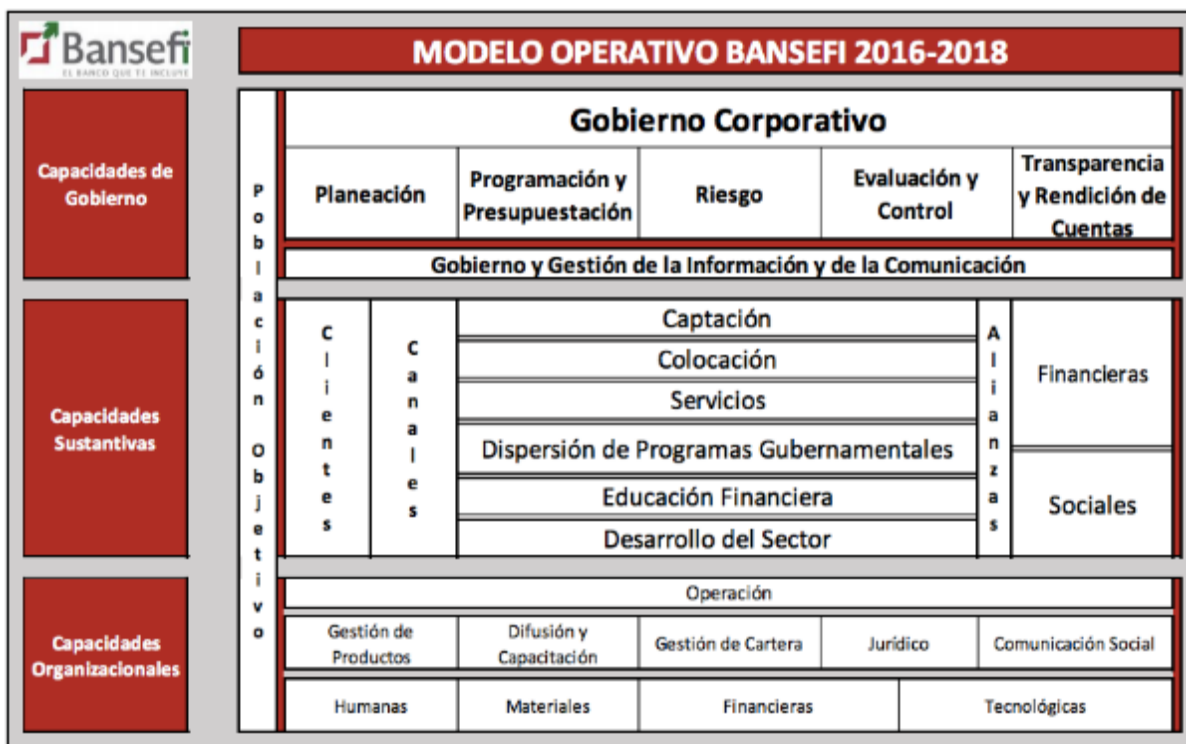 Bansefi
EL BANCO QUE TE INCLUYE
MODELO OPERATIVO BANSEFI 2016-2018
Capacidades de
Gobierno
Población Objetivo
Gobierno Corporativo
Planeación
Programación y
Presupuestación
Riesgo
Evaluación y
Control
Transparencia
y Rendición de
Cuentas
Gobierno y Gestión de la Información y de la Comunicación
Capacidades
Sustantivas
Clientes
Canales
Captación
Colocación
Servicios
Dispersión de Programas Gubernamentales
Educación Financiera
Desarrollo del Sector
Alianzas
Financieras
Sociales
Capacidades
Organizacionales
Operación
Gestión de
Productos
Difusión y
Capacitación
Gestión de Cartera
Jurídico
Comunicación Social
Humanas
Materiales
Financieras
Tecnológicas